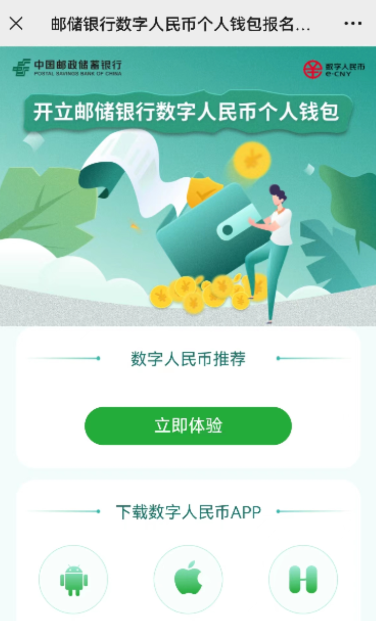 邮储银行数字人民币个人钱包报名...
中国邮政储蓄银行
POSTAL SAVINGS BANK OF CHINA
数字人民币
e-CNY
开立邮储银行数字人民币个人钱包
数字人民币推荐
立即体验
下载数字人民币APP